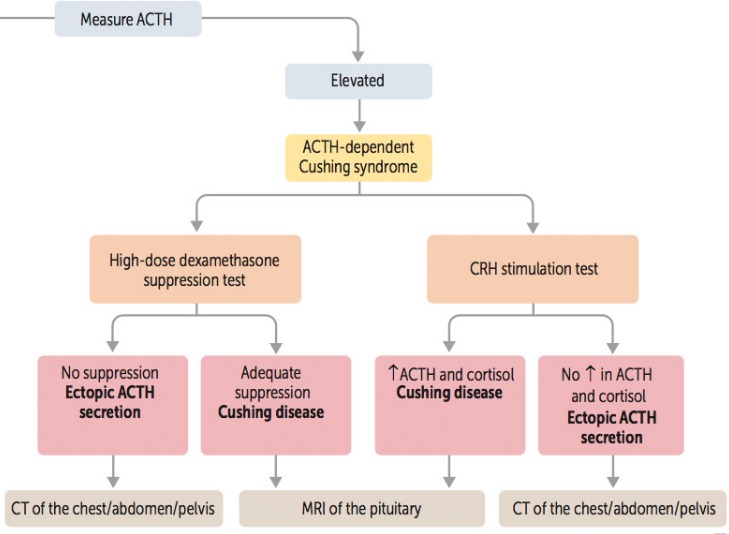 Measure ACTH
Elevated
ACTH-dependent
Cushing syndrome
High-dose dexamethasone
suppression test
CRH stimulation test
No suppression
Ectopic ACTH
secretion
Adequate
suppression
Cushing disease
↑ACTH and cortisol
Cushing disease
No ↑ in ACTH
and cortisol
Ectopic ACTH
secretion
CT of the chest/abdomen/pelvis
MRI of the pituitary
CT of the chest/abdomen/pelvis